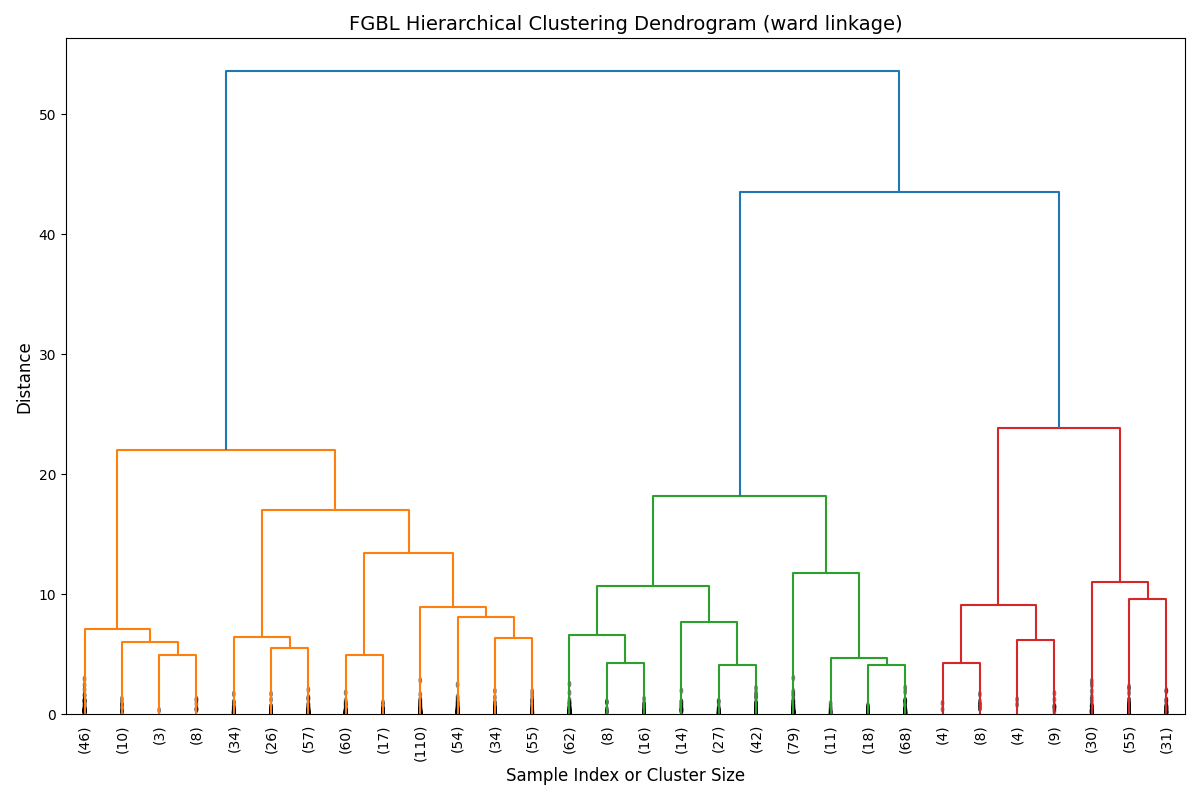 FGBL Hierarchical Clustering Dendrogram (ward linkage)
50
40
30
20
10
0
Distance
(46) (10) (3) (8) (34) (26) (57) (60) (17) (110) (54) (34) (55) (62) (8) (16) (14) (27) (42) (79) (11) (18) (68) (4) (8) (4) (9) (30) (55) (31)
Sample Index or Cluster Size